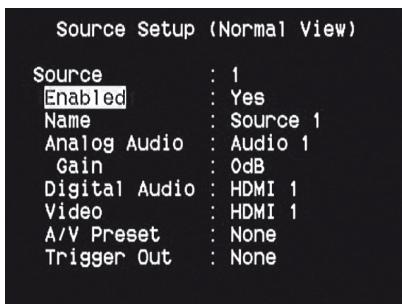 Source Setup (Normal View)
Source : 1
Enabled : Yes
Name : Source 1
Analog Audio : Audio 1
Gain : 0dB
Digital Audio : HDMI 1
Video : HDMI 1
A/V Preset : None
Trigger Out : None